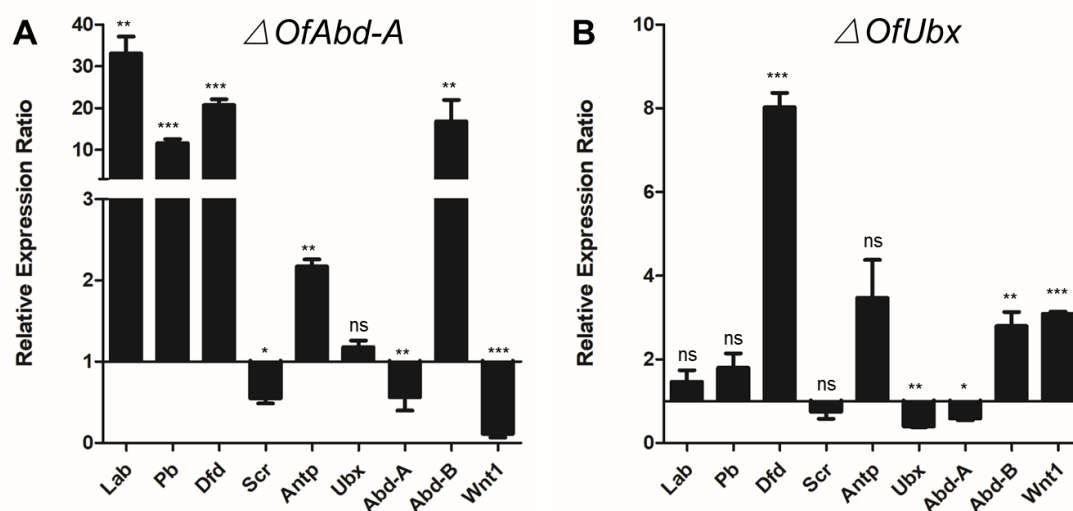 A
△ OfAbd-A
Relative Expression Ratio
40
30
20
10
3
2
1
0
**
***
***
*
**
ns
**
**
***
Lab
Pb
Dfd
Scr
Antp
Ubx
Abd-A
Abd-B
Wnt1
B
△ OfUbx
Relative Expression Ratio
10
8
6
4
2
0
ns
ns
***
ns
ns
**
*
**
***
Lab
Pb
Dfd
Scr
Antp
Ubx
Abd-A
Abd-B
Wnt1